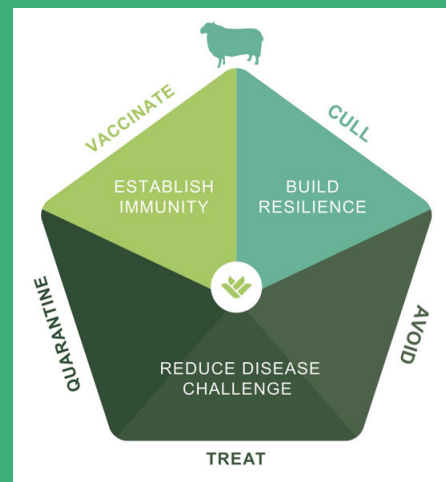 VACCINATE
CULL
ESTABLISH
IMMUNITY
BUILD
RESILIENCE
QUARANTINE
AVOID
REDUCE DISEASE
CHALLENGE
TREAT